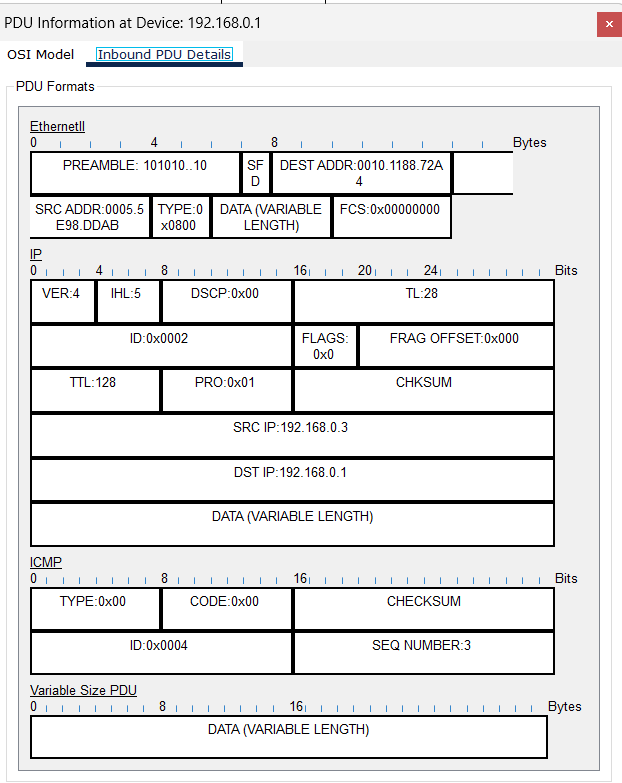 PDU Information at Device: 192.168.0.1
×
OSI Model Inbound PDU Details
PDU Formats
EthernetII
0 4 8 Bytes
PREAMBLE: 101010..10
SF
D
DEST ADDR:0010.1188.72A
4
SRC ADDR:0005.5
E98.DDAB
TYPE:0
x0800
DATA (VARIABLE
LENGTH)
FCS:0x00000000
IP
0 4 8 16 20 24 Bits
VER:4 IHL:5 DSCP:0x00 TL:28
ID:0x0002
FLAGS:
0x0
FRAG OFFSET:0x000
TTL:128 PRO:0x01 CHKSUM
SRC IP:192.168.0.3
DST IP:192.168.0.1
DATA (VARIABLE LENGTH)
ICMP
0 8 16 Bits
TYPE:0x00 CODE:0x00 CHECKSUM
ID:0x0004 SEQ NUMBER:3
Variable Size PDU
0 8 16 Bytes
DATA (VARIABLE LENGTH)